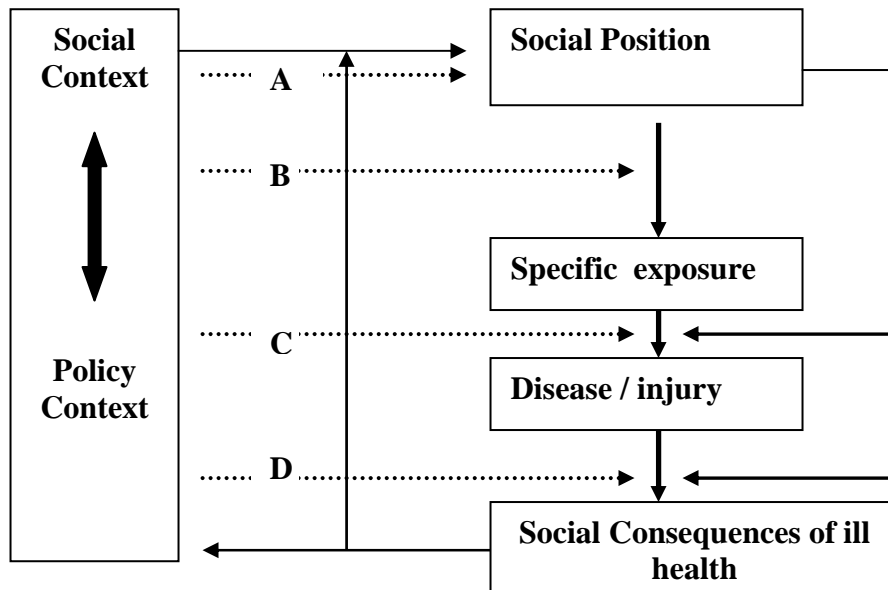 Social
Context
Policy
Context
A
B
C
D
Social Position
Specific exposure
Disease / injury
Social Consequences of ill
health